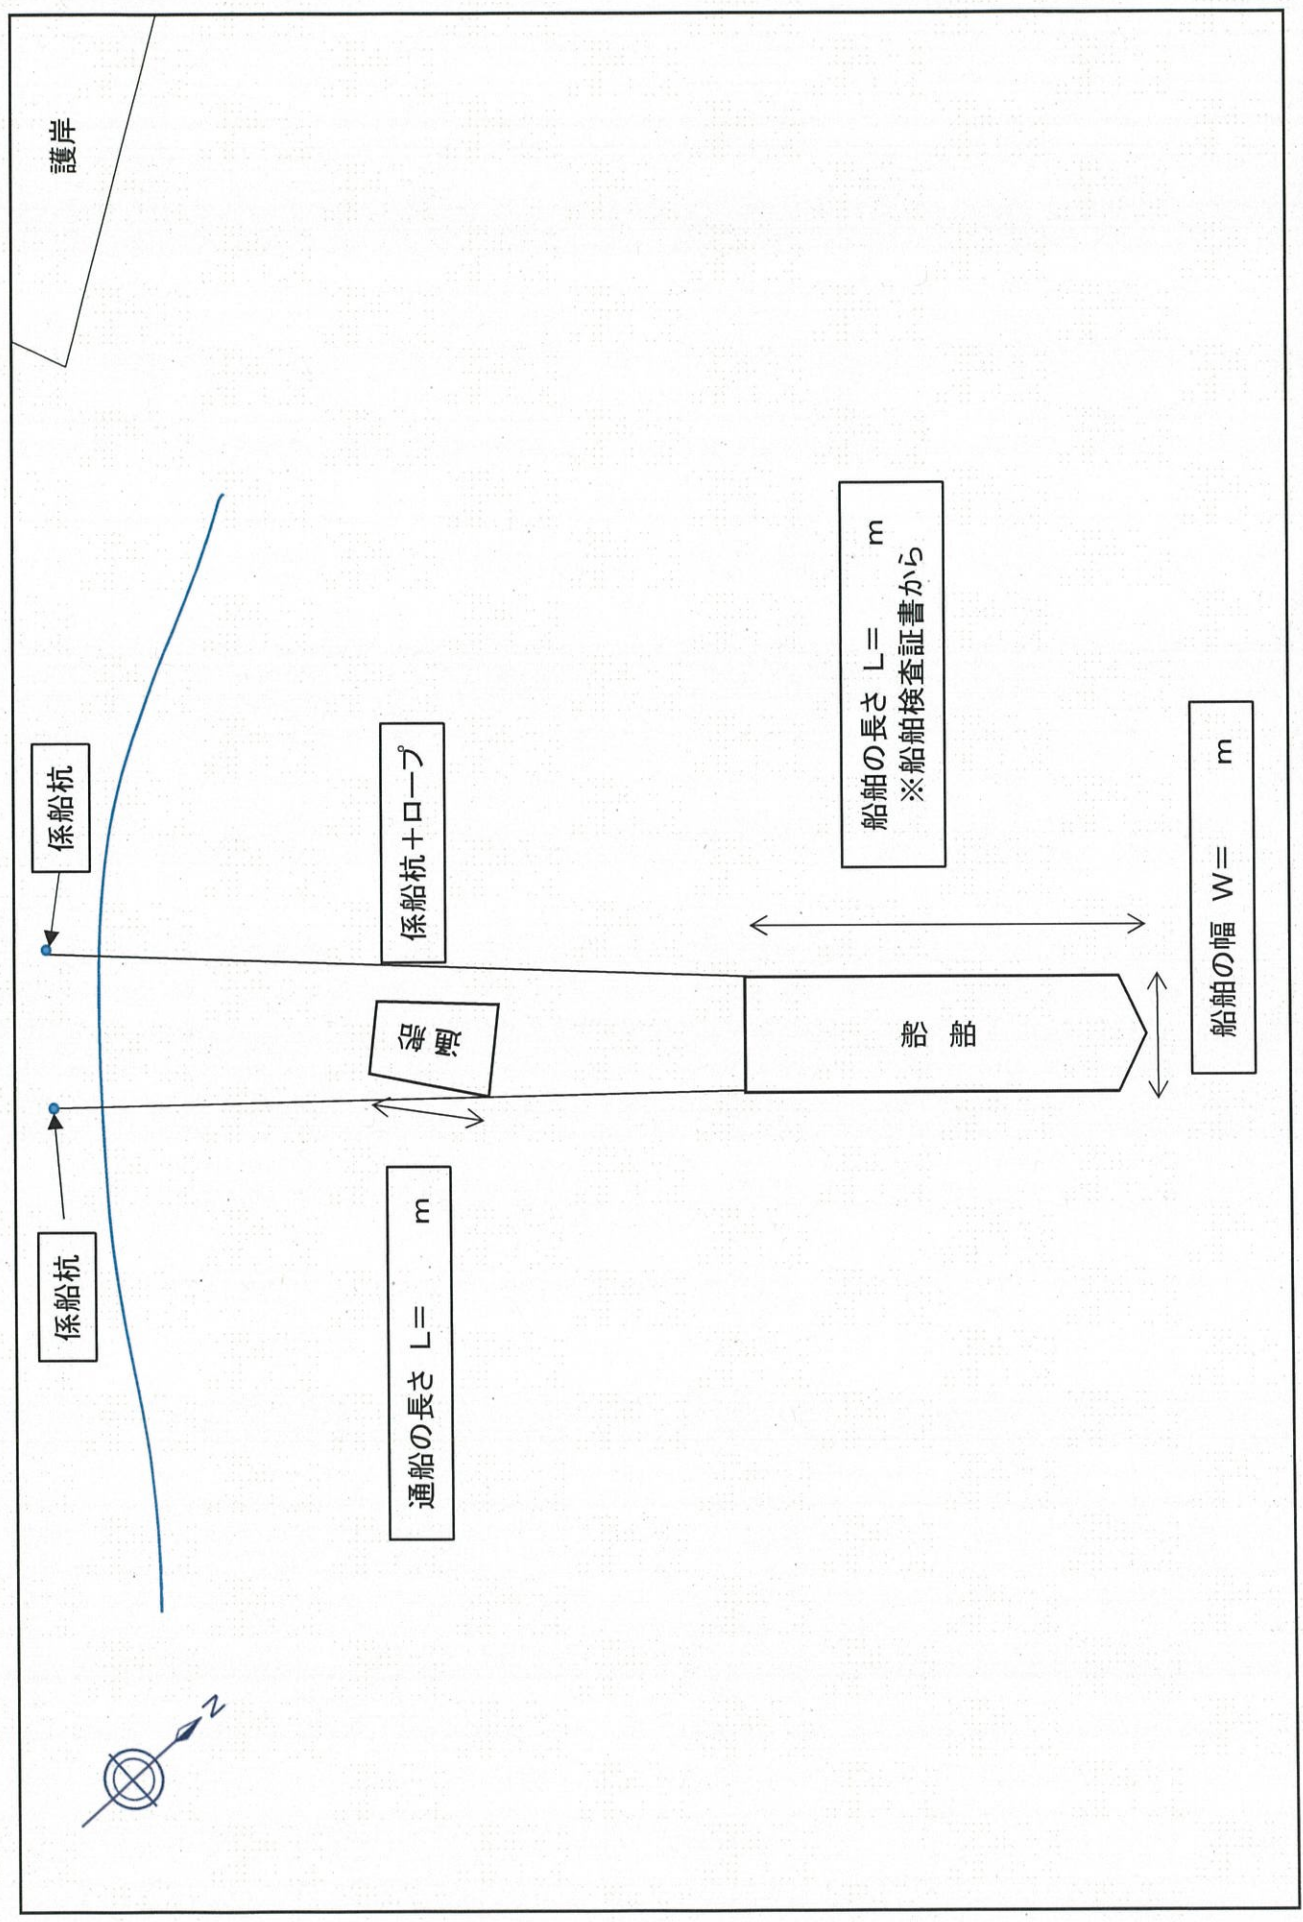 護岸
係船杭
係船杭
係船杭+ロープ
通船
通船の長さ L= m
船舶の長さ L= m
※船舶検査証書から
船 舶
船舶の幅 W= m
N